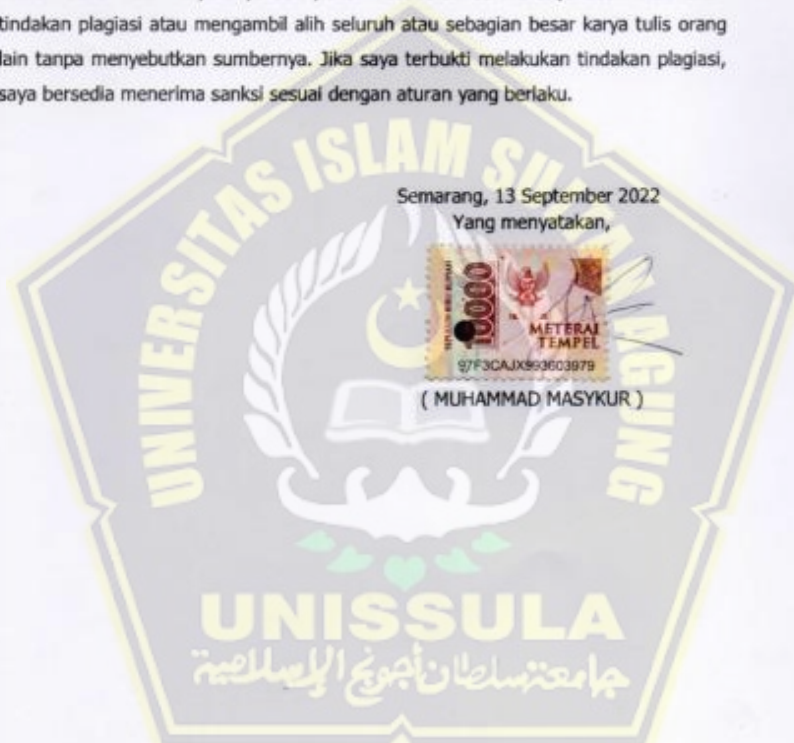 tindakan plagiasi atau mengambil alih seluruh atau sebagian besar karya tulis orang
lain tanpa menyebutkan sumbernya. Jika saya terbukti melakukan tindakan plagiasi,
saya bersedia menerima sanksi sesuai dengan aturan yang berlaku.
Semarang, 13 September 2022
Yang menyatakan,
10000
METERAI
TEMPEL
97F3CAJX993603979
( MUHAMMAD MASYKUR )
UNIVERSITAS ISLAM SULTAN AGUNG
UNISSULA
جامعة سلطان أجونج الإسلامية